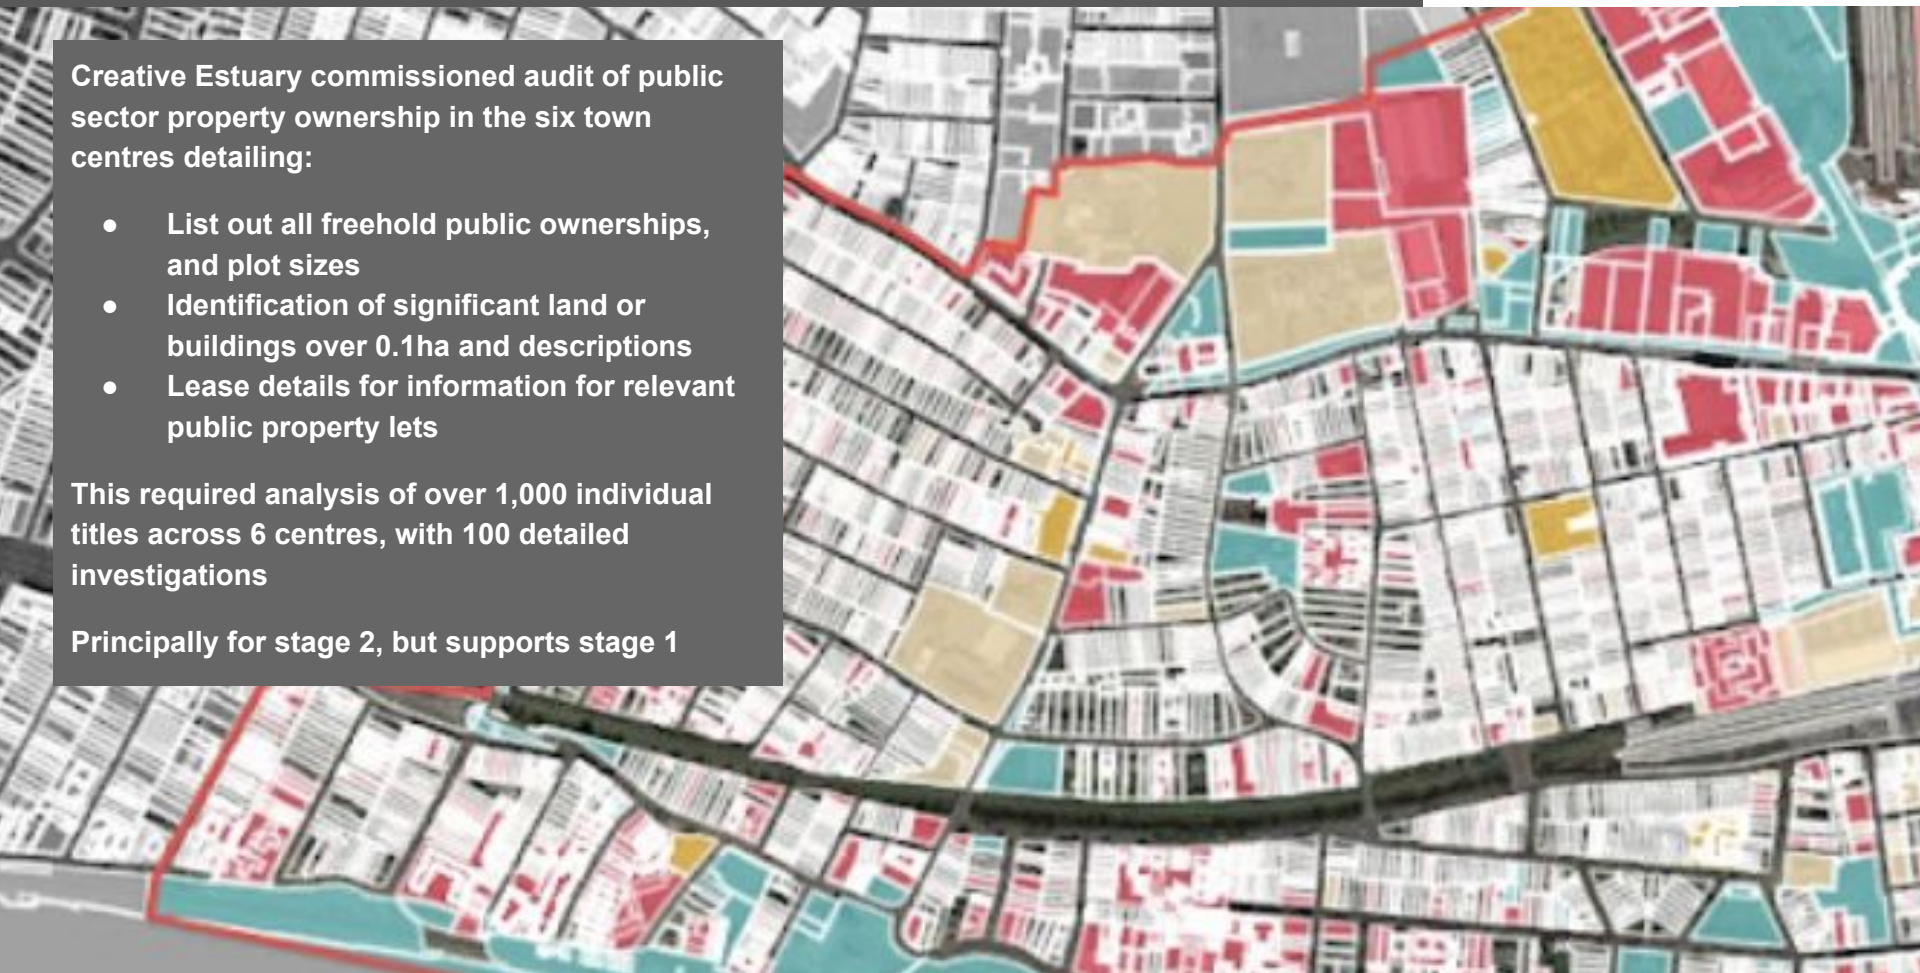 Creative Estuary commissioned audit of public
sector property ownership in the six town
centres detailing:
● List out all freehold public ownerships,
and plot sizes
● Identification of significant land or
buildings over 0.1ha and descriptions
● Lease details for information for relevant
public property lets
This required analysis of over 1,000 individual
titles across 6 centres, with 100 detailed
investigations
Principally for stage 2, but supports stage 1